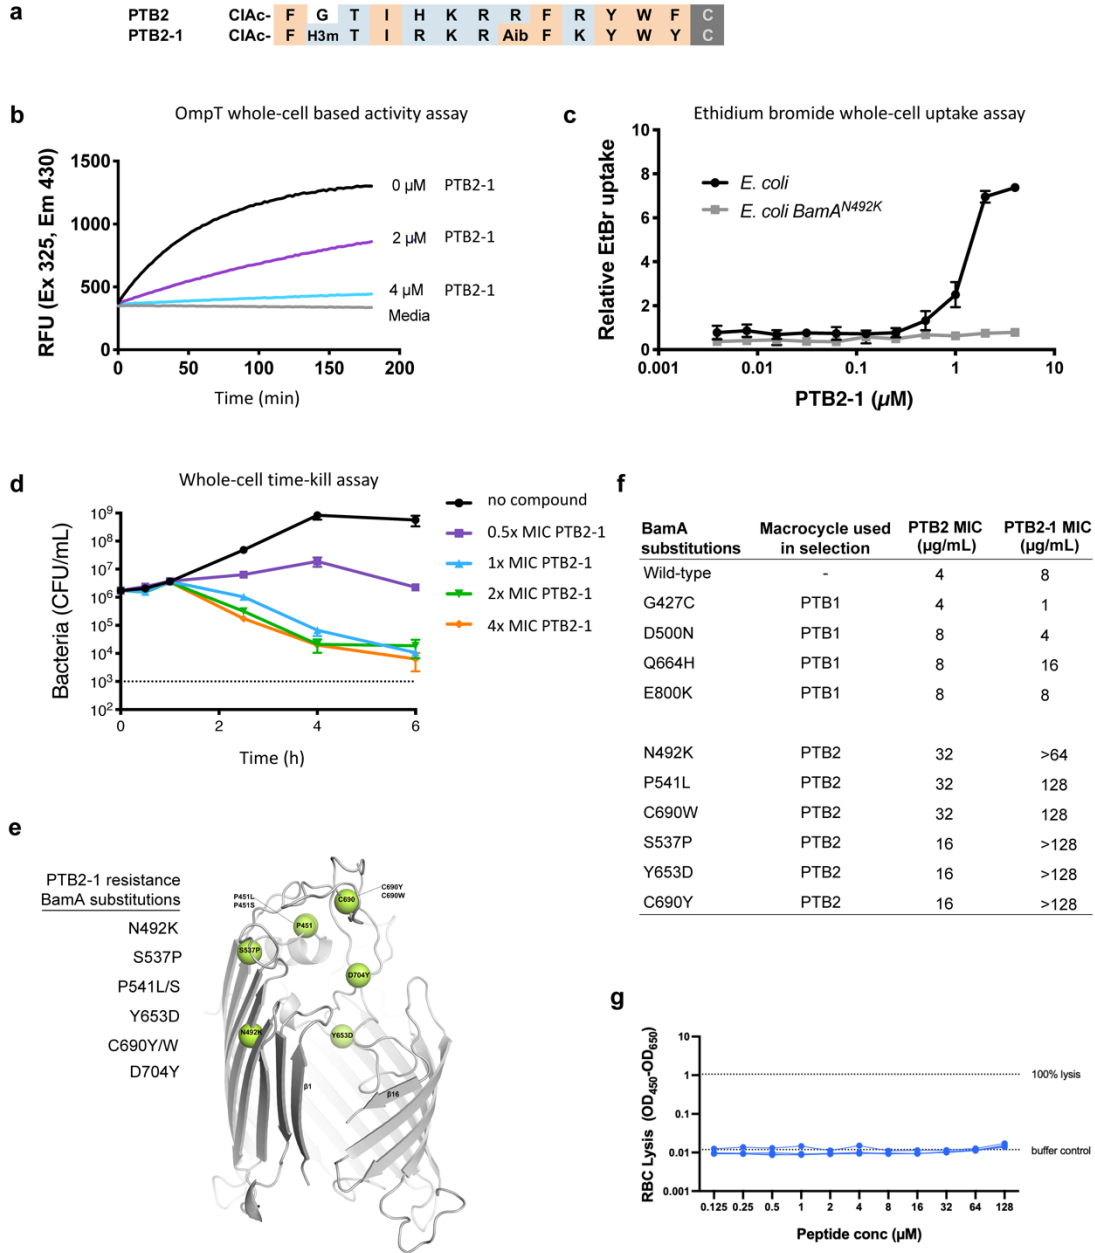 a
PTB2 ClAc- F G T I H K R R F R Y W F C
PTB2-1 ClAc- F H3m T I R K R Aib F K Y W Y C
b
OmpT whole-cell based activity assay
RFU (Ex 325, Em 430)
1500
1000
500
0
0 50 100 150 200
Time (min)
0 µM PTB2-1
2 µM PTB2-1
4 µM PTB2-1
Media
c
Ethidium bromide whole-cell uptake assay
Relative EtBr uptake
10
8
6
4
2
0
0.001 0.01 0.1 1 10
PTB2-1 (µM)
E. coli
E. coli BamA^N492K
d
Whole-cell time-kill assay
Bacteria (CFU/mL)
10⁹
10⁸
10⁷
10⁶
10⁵
10⁴
10³
10²
0 2 4 6
Time (h)
no compound
0.5x MIC PTB2-1
1x MIC PTB2-1
2x MIC PTB2-1
4x MIC PTB2-1
e
PTB2-1 resistance
BamA substitutions
N492K
S537P
P541L/S
Y653D
C690Y/W
D704Y
P451L
P451S
C690
C690Y
C690W
P451
S537P
D704Y
N492K
Y653D
β1
β16
f
BamA substitutions Macrocycle used in selection PTB2 MIC (µg/mL) PTB2-1 MIC (µg/mL)
Wild-type - 4 8
G427C PTB1 4 1
D500N PTB1 8 4
Q664H PTB1 8 16
E800K PTB1 8 8
N492K PTB2 32 >64
P541L PTB2 32 128
C690W PTB2 32 128
S537P PTB2 16 >128
Y653D PTB2 16 >128
C690Y PTB2 16 >128
g
RBC Lysis (OD₄₅₀-OD₆₅₀)
10
1
0.1
0.01
0.001
100% lysis
buffer control
0.125 0.25 0.5 1 2 4 8 16 32 64 128
Peptide conc (µM)